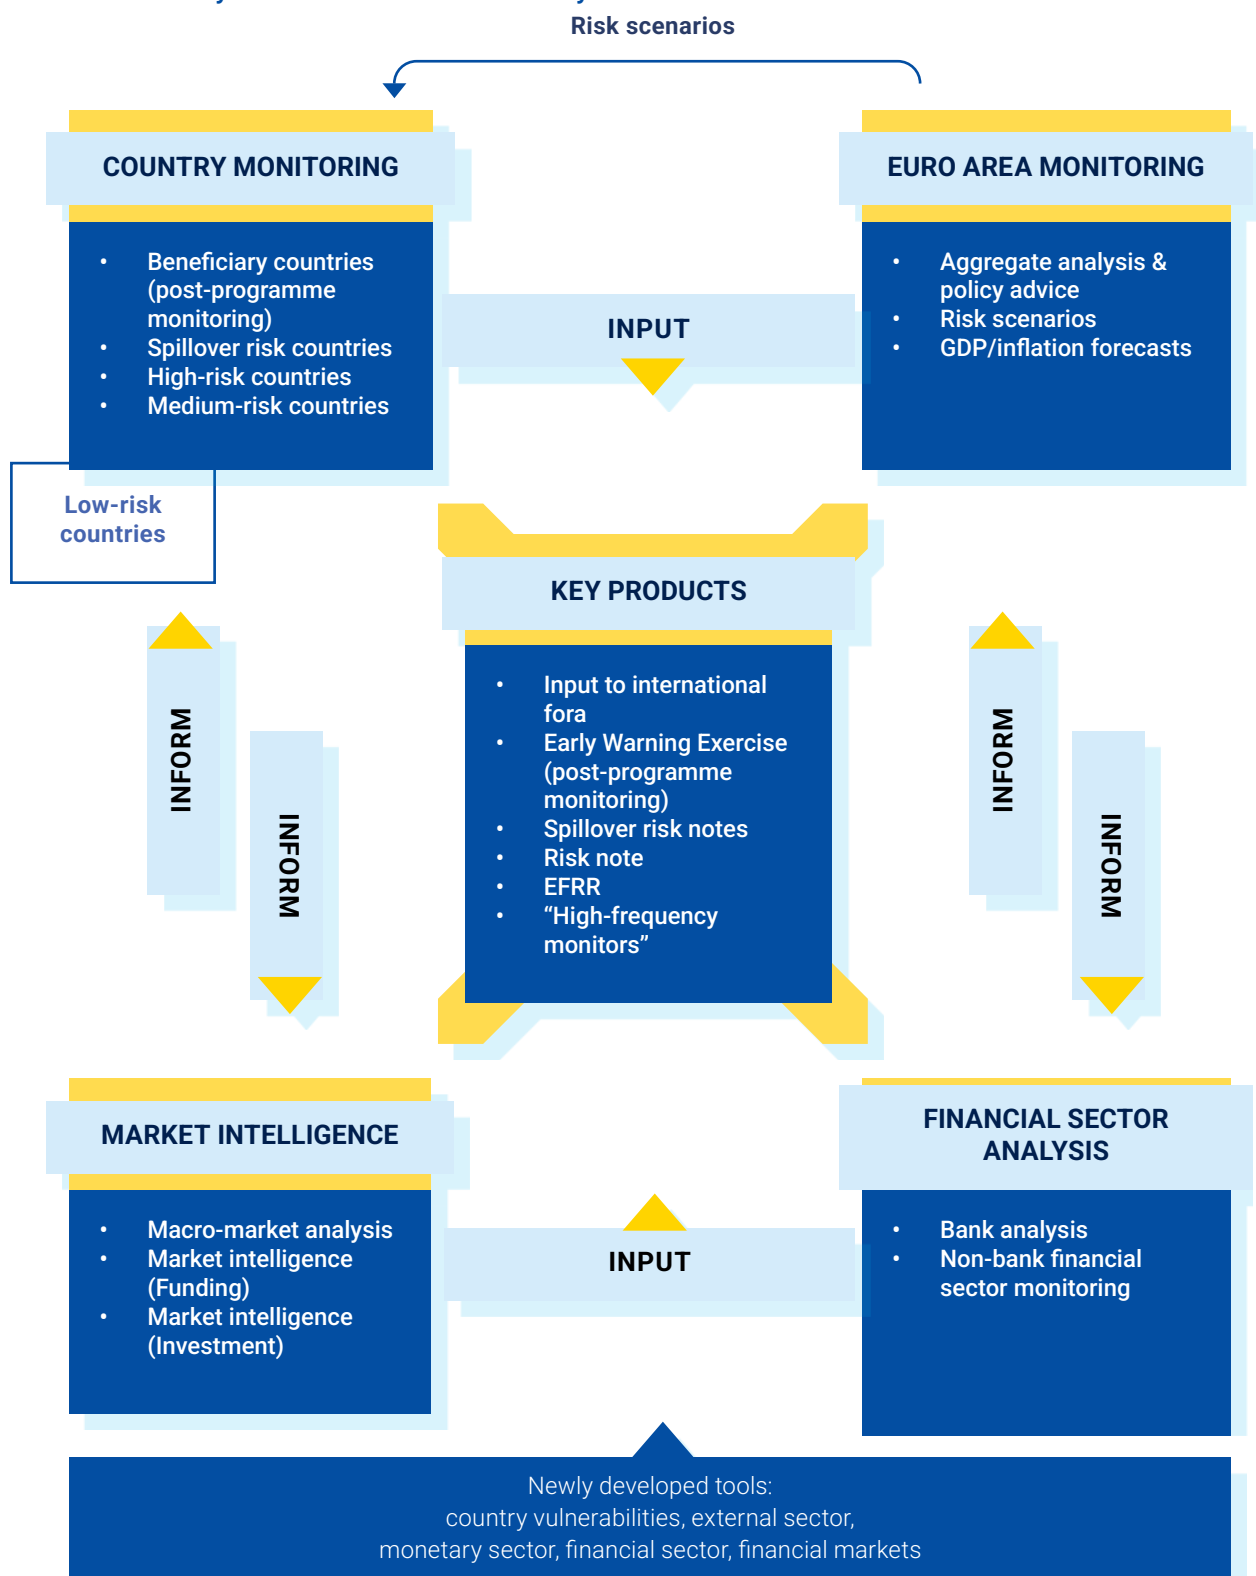 Risk scenarios
COUNTRY MONITORING
• Beneficiary countries
(post-programme
monitoring)
• Spillover risk countries
• High-risk countries
• Medium-risk countries
Low-risk
countries
EURO AREA MONITORING
• Aggregate analysis &
policy advice
• Risk scenarios
• GDP/inflation forecasts
INPUT
KEY PRODUCTS
• Input to international
fora
• Early Warning Exercise
(post-programme
monitoring)
• Spillover risk notes
• Risk note
• EFRR
• “High-frequency
monitors”
INFORM
INFORM
INFORM
INFORM
MARKET INTELLIGENCE
• Macro-market analysis
• Market intelligence
(Funding)
• Market intelligence
(Investment)
INPUT
FINANCIAL SECTOR
ANALYSIS
• Bank analysis
• Non-bank financial
sector monitoring
Newly developed tools:
country vulnerabilities, external sector,
monetary sector, financial sector, financial markets